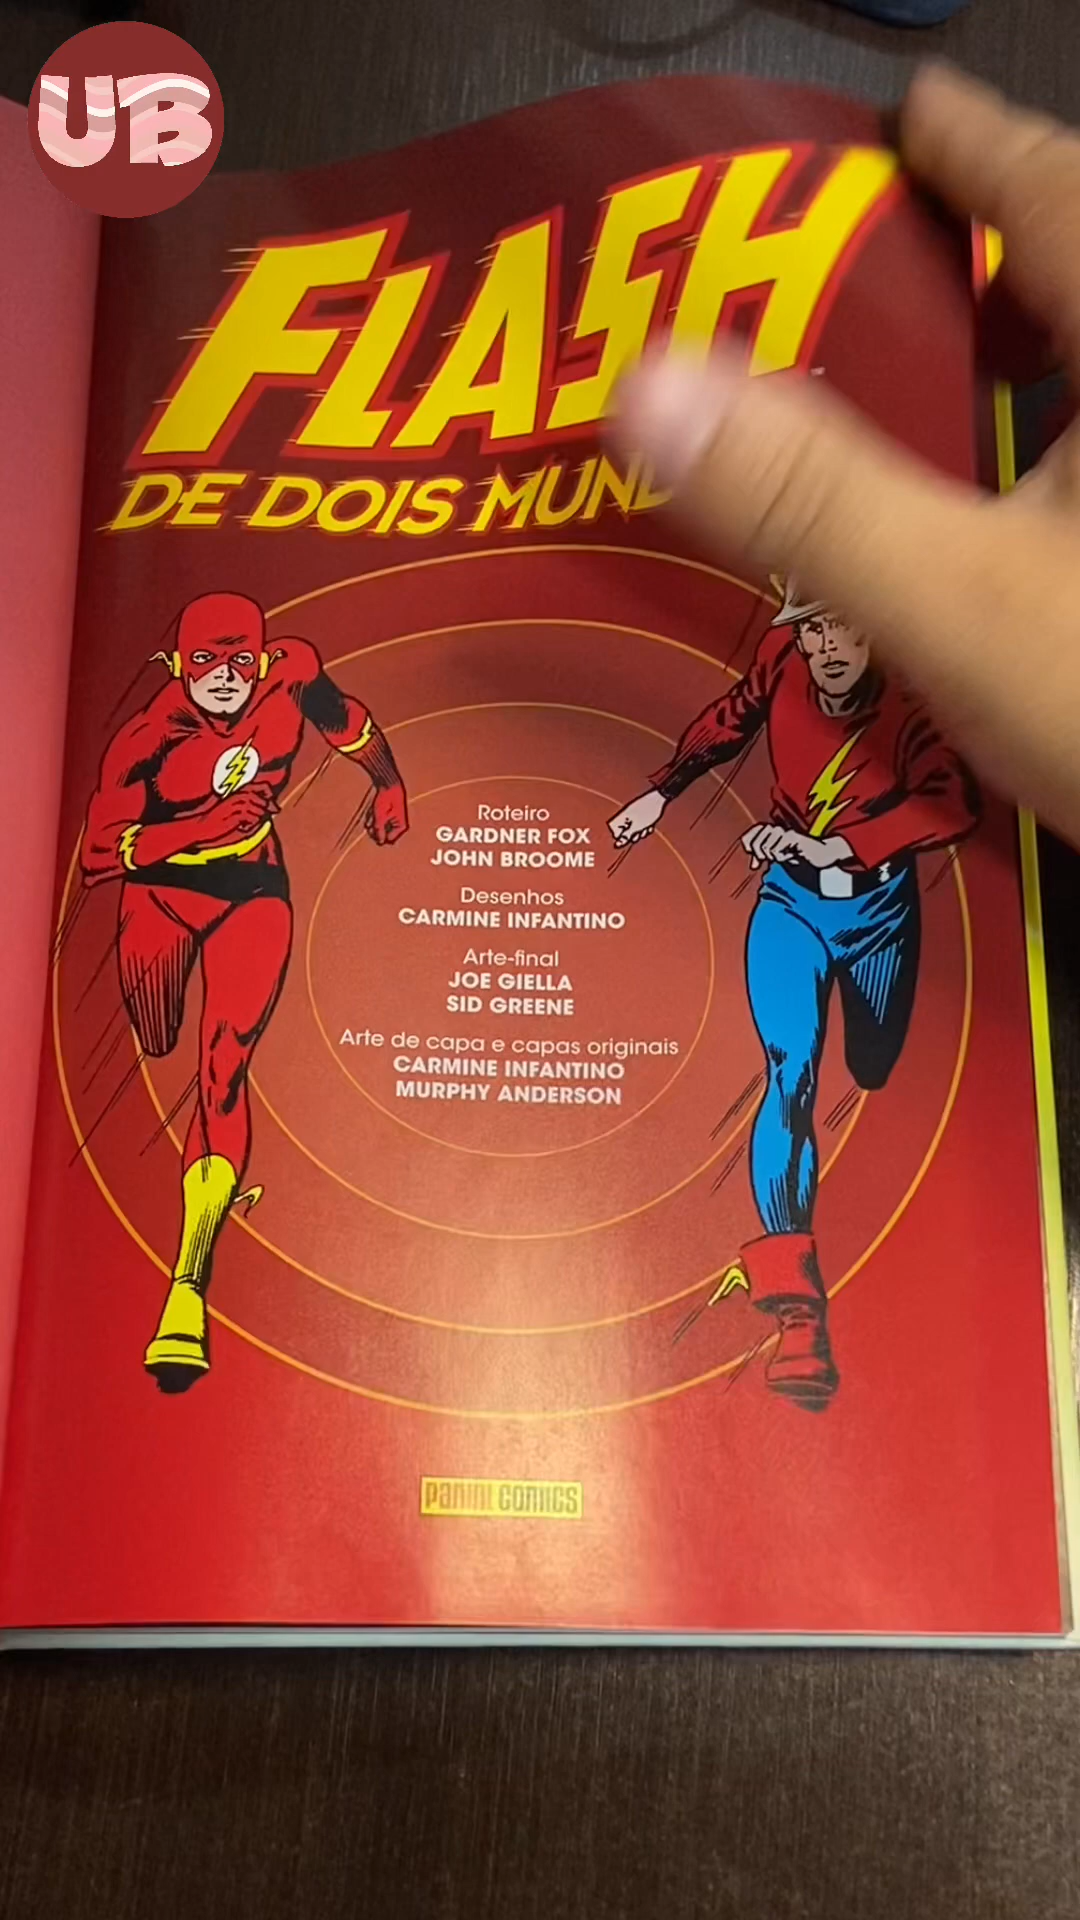 UB
FLASH
DE DOIS
Roteiro
GARDNER FOX
JOHN BROOME
Desenhos
CARMINE INFANTINO
Arte-final
JOE GIELLA
SID GREENE
Arte de capa e capas originais
CARMINE INFANTINO
MURPHY ANDERSON
PANINI COMICS